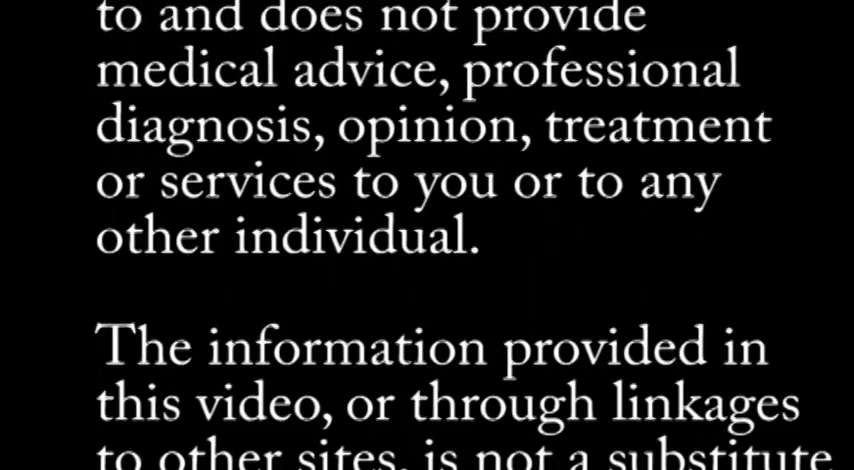 to and does not provide
medical advice, professional
diagnosis, opinion, treatment
or services to you or to any
other individual.
The information provided in
this video, or through linkages
to other sites, is not a substitute